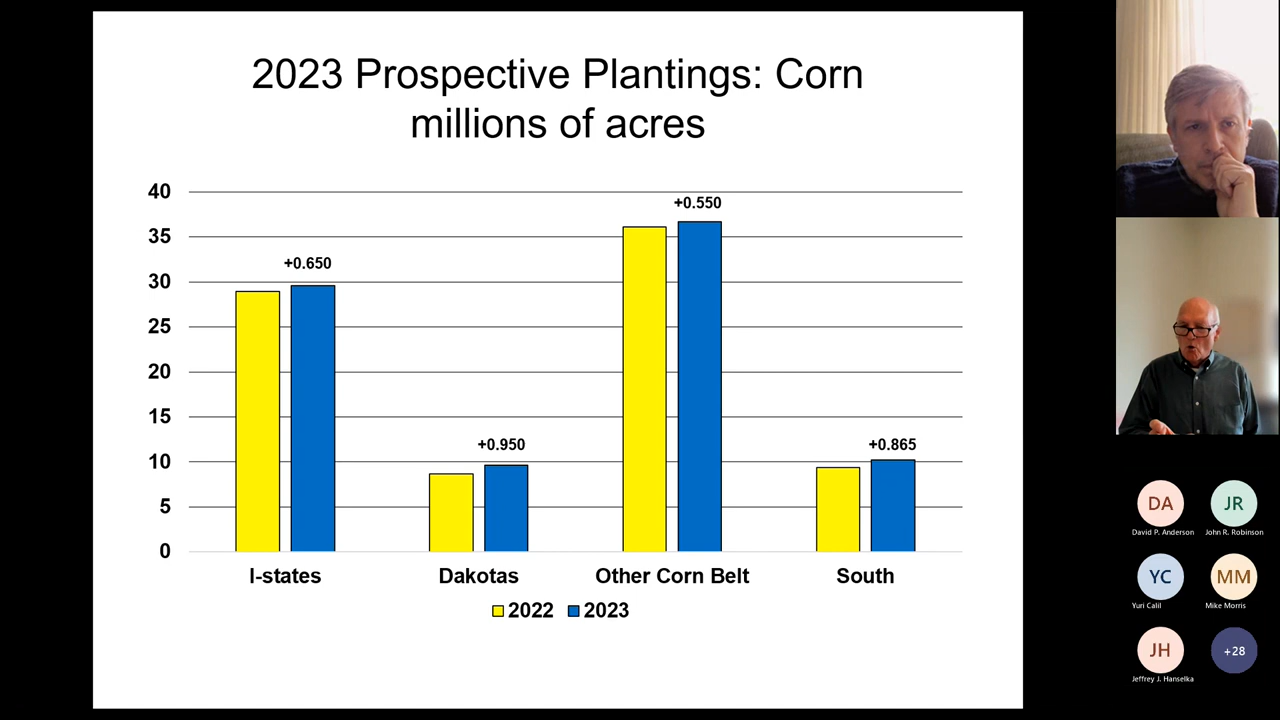 2023 Prospective Plantings: Corn
millions of acres
40
35
30
25
20
15
10
5
0
+0.650
+0.950
+0.550
+0.865
I-states
Dakotas
Other Corn Belt
South
2022
2023
DA
David P. Anderson
JR
John R. Robinson
YC
Yuri Calil
MM
Mike Morris
JH
Jeffrey J. Hanselka
+28